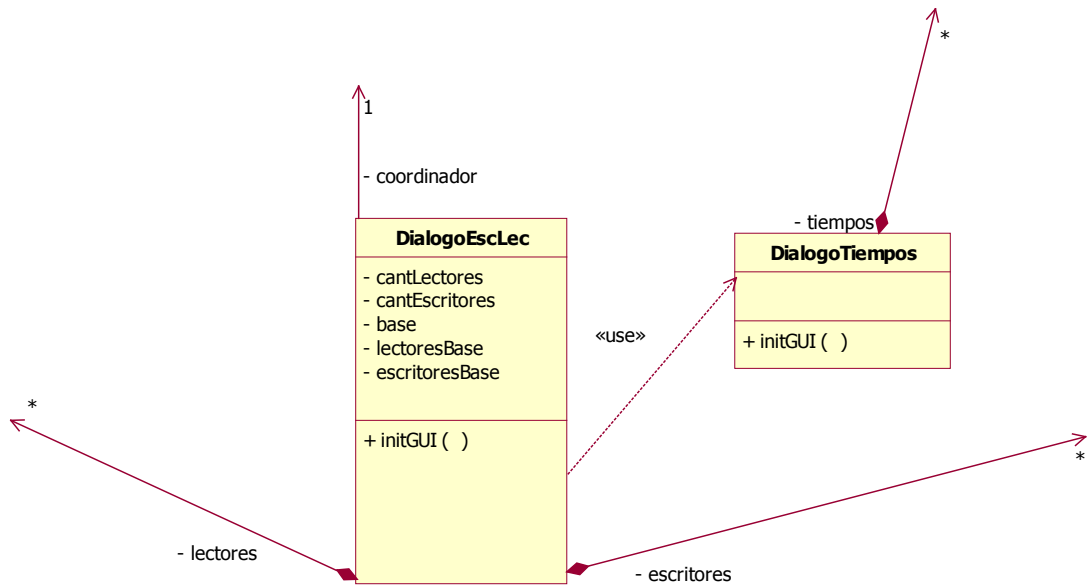 *
1
- coordinador
- tiempos
DialogoEscLec
- cantLectores
- cantEscritores
- base
- lectoresBase
- escritoresBase
+ initGUI ( )
«use»
DialogoTiempos
+ initGUI ( )
*
*
- lectores
- escritores